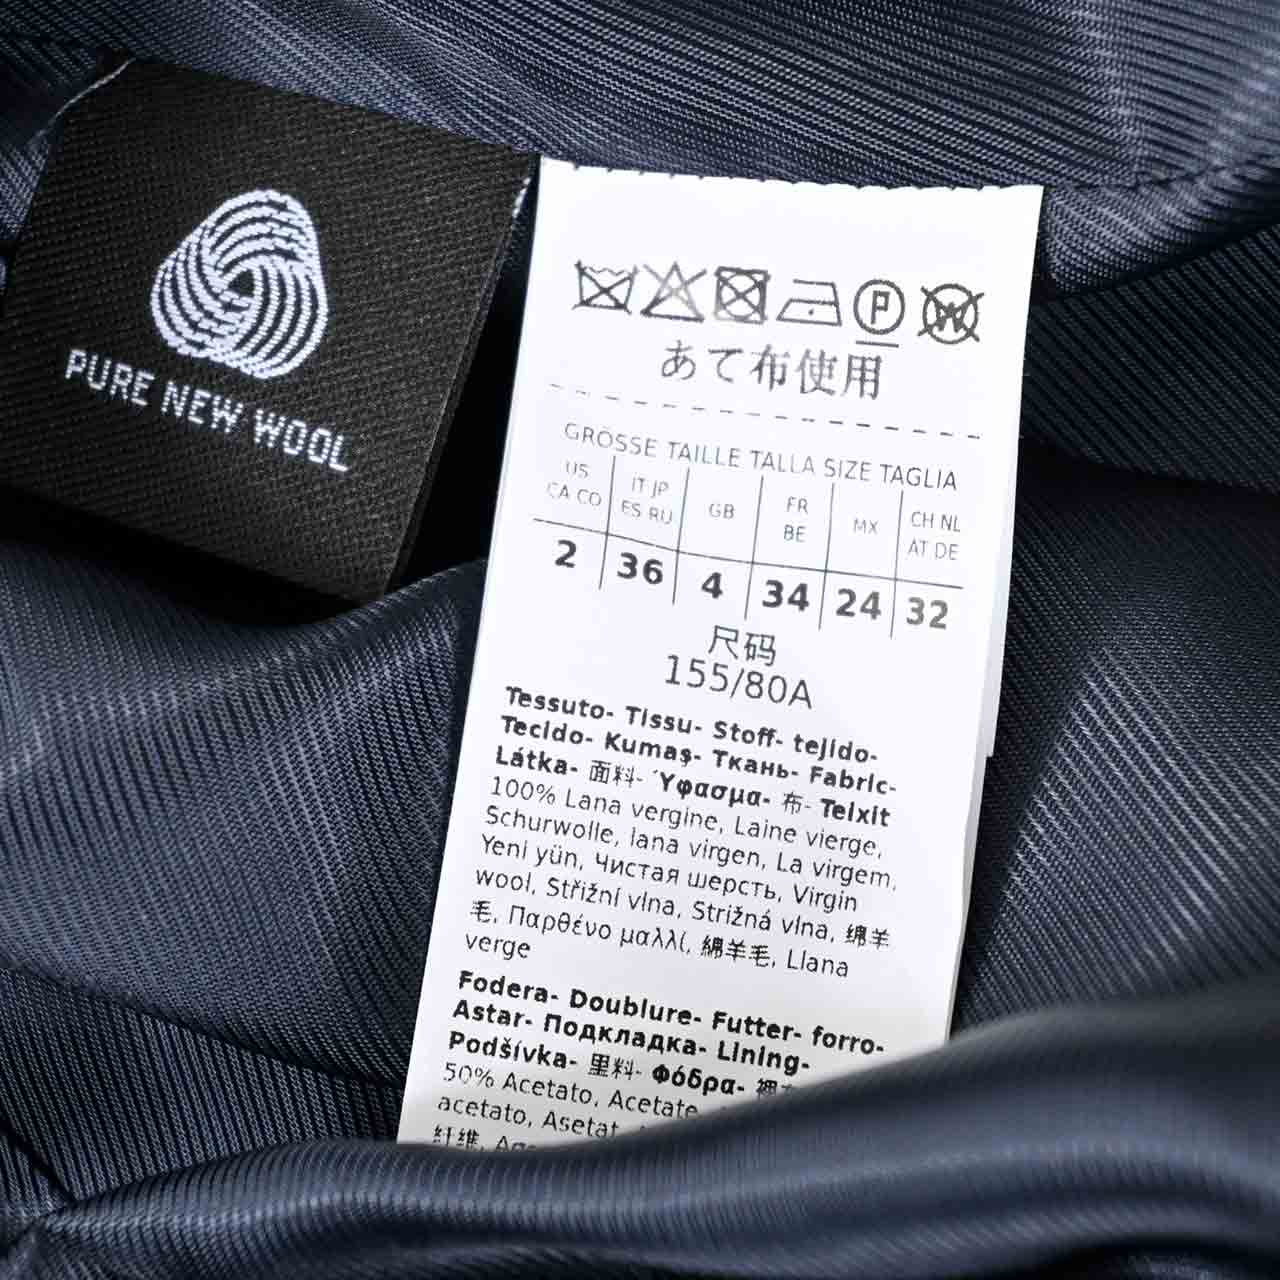 PURE NEW WOOL
P
W
あて布使用
GRÖSSE TAILLE TALLA SIZE TAGLIA
US CA CO
IT JP ES RU
GB
FR BE
MX
CH NL AT DE
2 36 4 34 24 32
尺码
155/80A
Tessuto- Tissu- Stoff- tejido-
Tecido- Kumaş- Ткань- Fabric-
Látka- 面料- Ύφασμα- 布- Teixit
100% Lana vergine, Laine vierge,
Schurwolle, lana virgen, La virgem,
Yeni yün, Чистая шерсть, Virgin
wool, Střižní vlna, Strižná vlna, 绵羊
毛, Παρθένο μαλλί, 綿羊毛, Llana
verge
Fodera- Doublure- Futter- forro-
Astar- Подкладка- Lining-
Podšívka- 里料- Φόδρα-
50% Acetato, Acetate,
acetato, Asetat,
纤维,